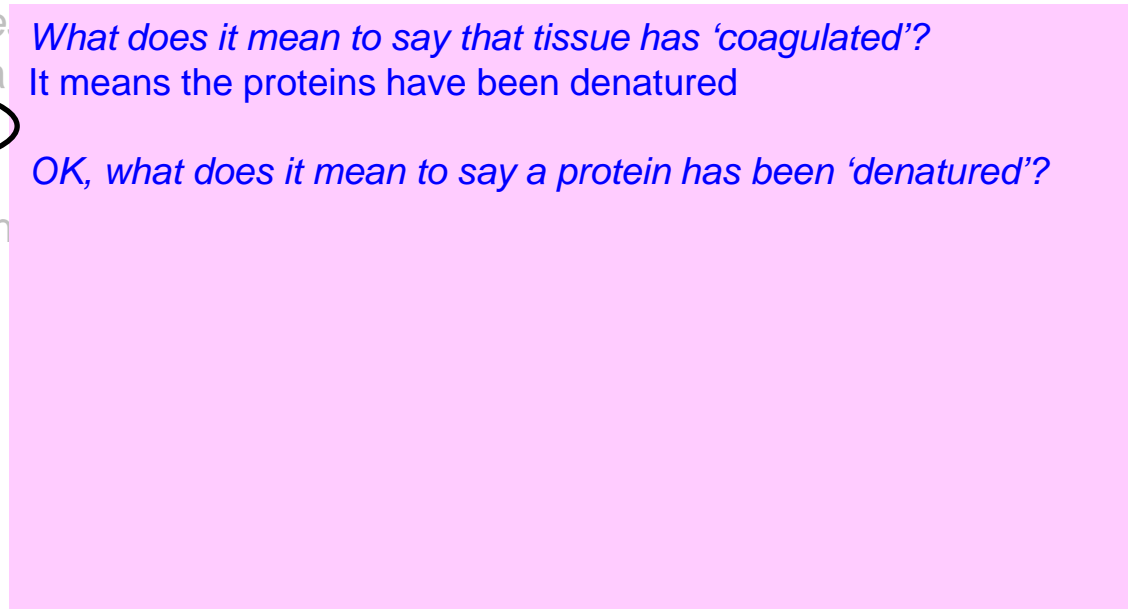 What does it mean to say that tissue has ‘coagulated’?
It means the proteins have been denatured
OK, what does it mean to say a protein has been ‘denatured’?